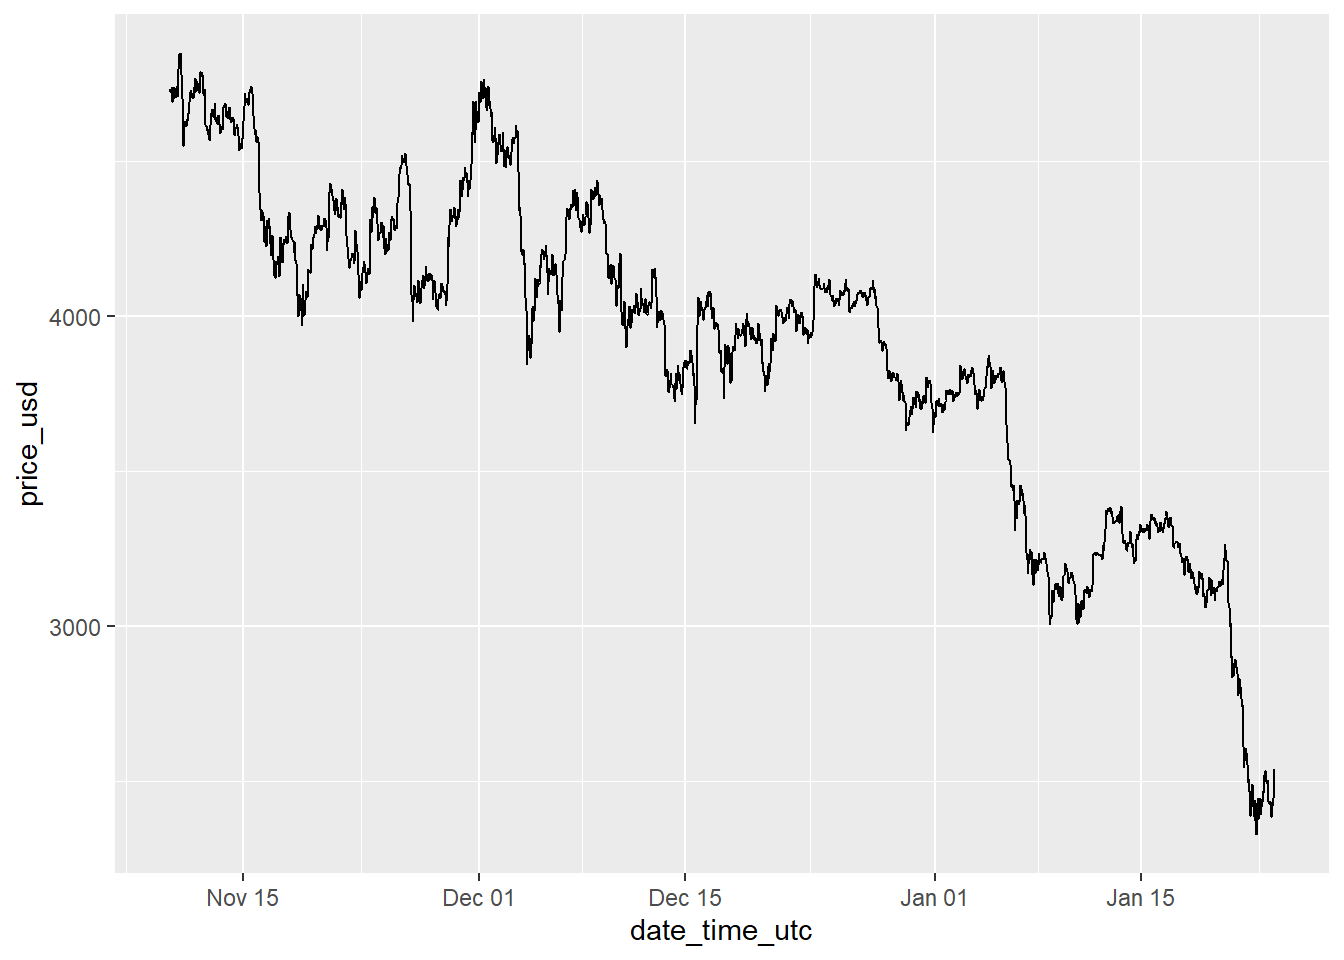 price_usd
4000
3000
Nov 15
Dec 01
Dec 15
Jan 01
Jan 15
date_time_utc